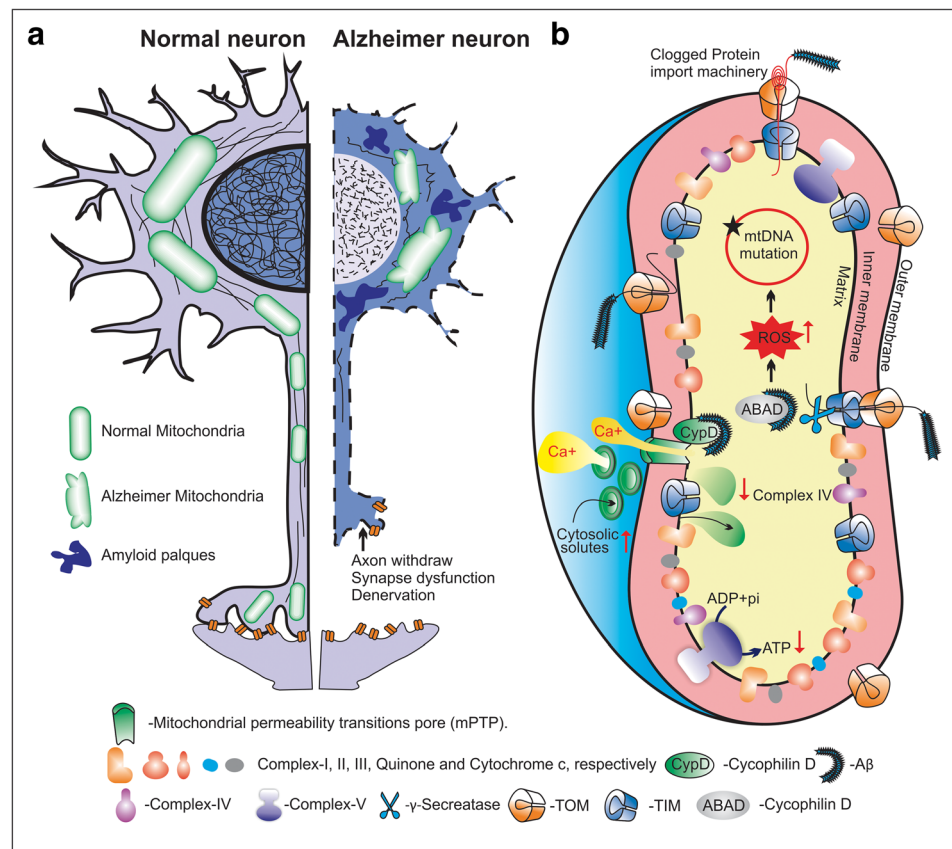 a
Normal neuron
Alzheimer neuron
Normal Mitochondria
Alzheimer Mitochondria
Amyloid palques
Axon withdraw
Synapse dysfunction
Denervation
b
Clogged Protein
import machinery
mtDNA
mutation
ROS
ABAD
CypD
Matrix
Inner membrane
Outer membrane
Ca+
Ca+
Complex IV
Cytosolic
solutes
ADP+pi
ATP
-Mitochondrial permeability transitions pore (mPTP).
Complex-I, II, III, Quinone and Cytochrome c, respectively
CypD
-Cycophilin D
-Aβ
-Complex-IV
-Complex-V
-γ-Secreatase
-TOM
-TIM
ABAD
-Cycophilin D